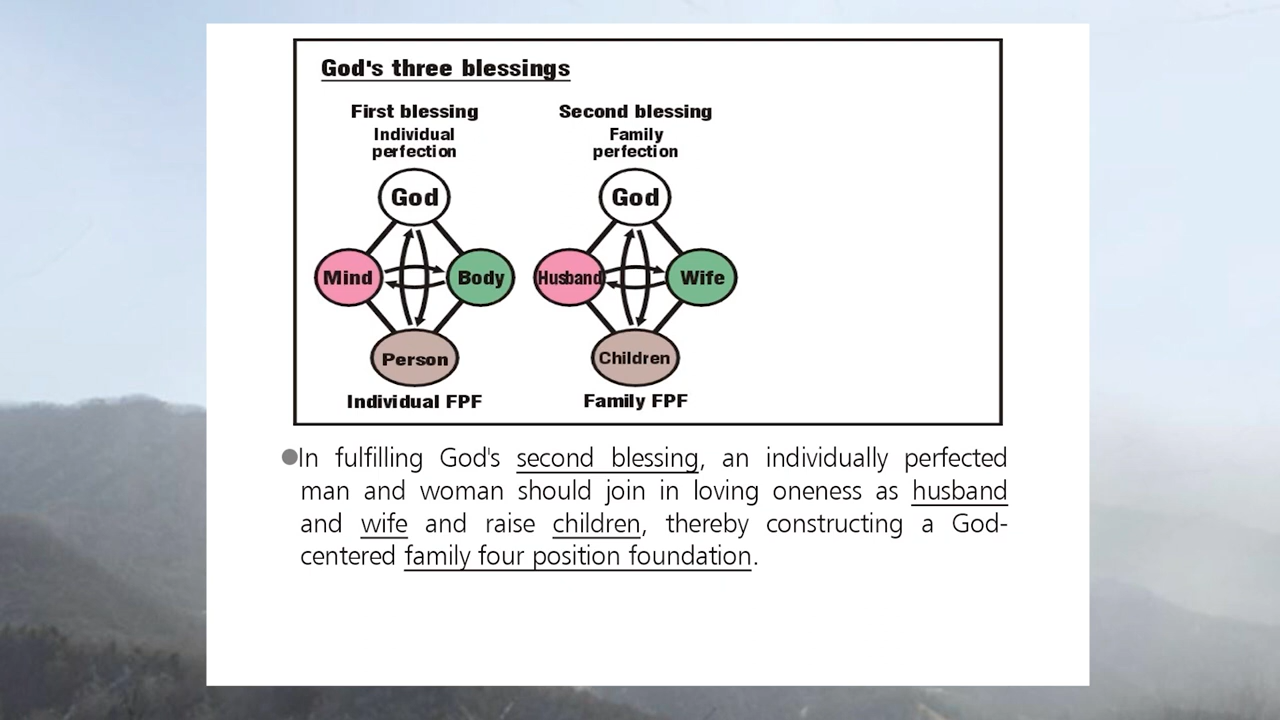 God's three blessings
First blessing
Individual
perfection
God
Mind
Body
Person
Individual FPF
Second blessing
Family
perfection
God
Husband
Wife
Children
Family FPF
●In fulfilling God's second blessing, an individually perfected
man and woman should join in loving oneness as husband
and wife and raise children, thereby constructing a God-
centered family four position foundation.